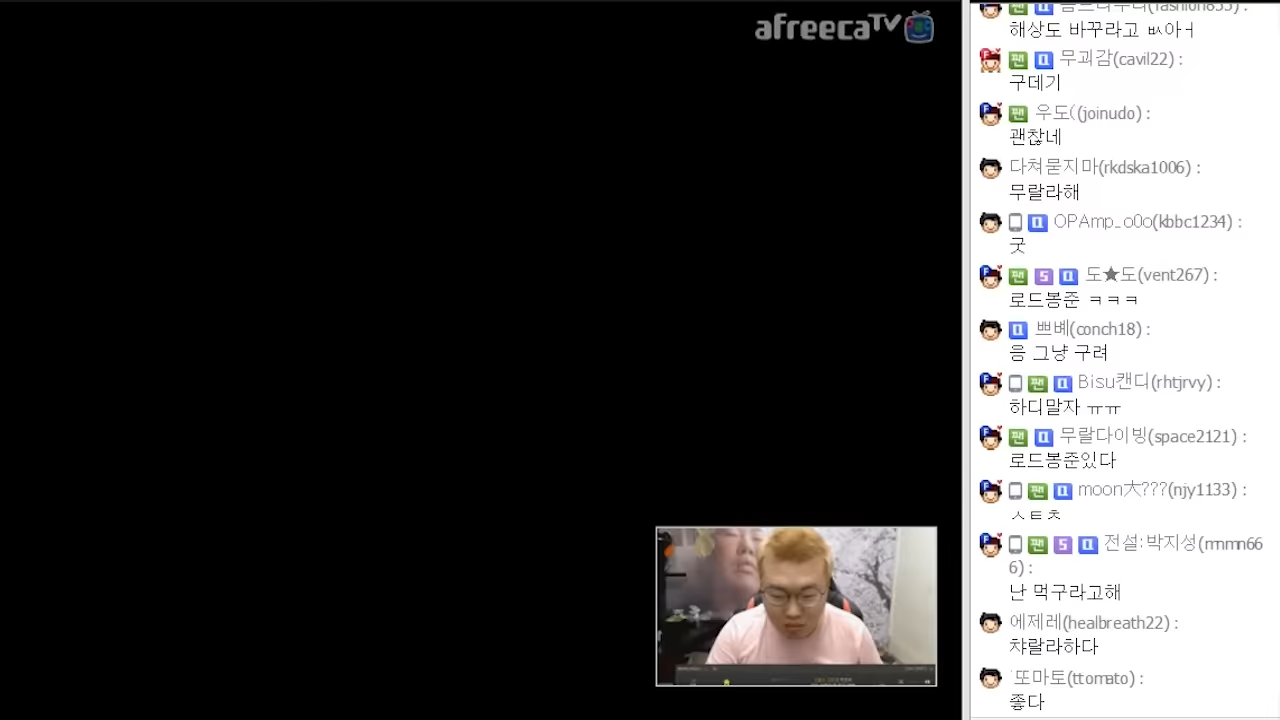 afreecaTV
해상도 바꾸라고 ㅄ아ㅓ
무괴감(cavil22) :
구데기
우도((joinudo) :
괜찮네
다쳐묻지마(rkdska1006) :
무랄라해
OPAmp_o0o(kbbc1234) :
굿
도★도(vent267) :
로드봉준 ㅋㅋㅋ
쁘볘(conch18) :
응 그냥 구려
Bisu캔디(rhtjrvy) :
하디말자 ㅠㅠ
무랄다이빙(space2121) :
로드봉준있다
moon大???(njy1133) :
ㅅㅌㅊ
전설:박지성(rmmn66
6) :
난 먹구라고해
에제레(healbreath22) :
챠랄라하다
또마토(ttomato) :
좋다